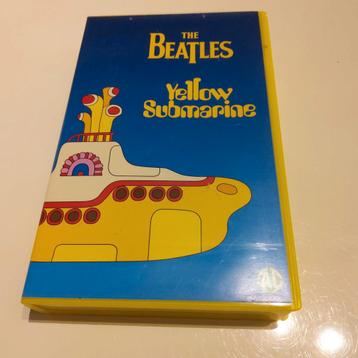 THE
BEATLES
Yellow
Submarine